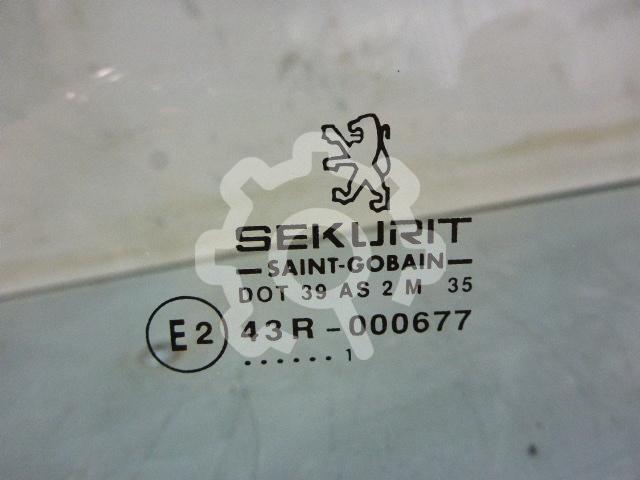 SEKURIT
SAINT-GOBAIN
DOT 39 AS 2 M 35
E2 43R-000677
......1